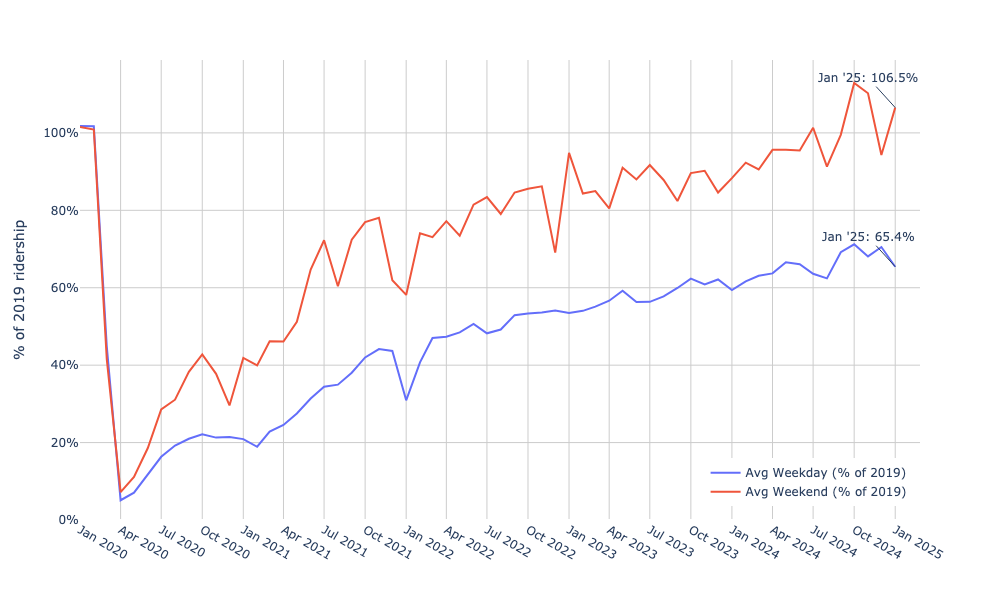 Jan '25: 106.5%
100%
Jan '25: 65.4%
80%
60%
% of 2019 ridership
40%
20%
Avg Weekday (% of 2019)
Avg Weekend (% of 2019)
0%
Jan 2020
Apr 2020
Jul 2020
Oct 2020
Jan 2021
Apr 2021
Jul 2021
Oct 2021
Jan 2022
Apr 2022
Jul 2022
Oct 2022
Jan 2023
Apr 2023
Jul 2023
Oct 2023
Jan 2024
Apr 2024
Jul 2024
Oct 2024
Jan 2025